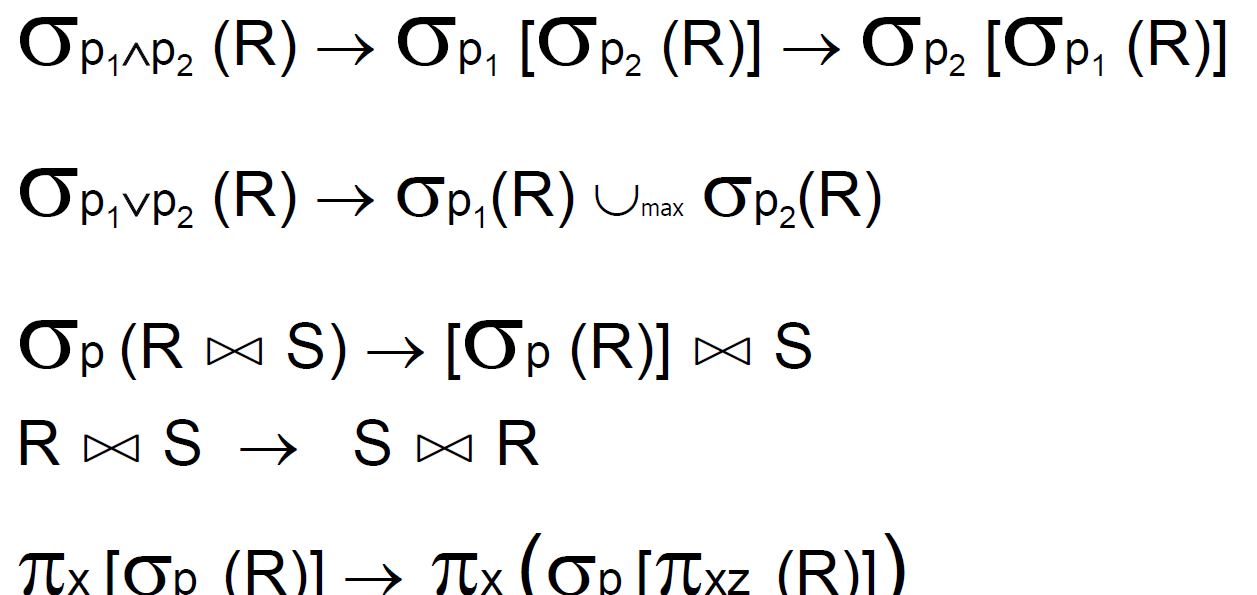 σp₁∧p₂ (R) → σp₁ [σp₂ (R)] → σp₂ [σp₁ (R)]
σp₁∨p₂ (R) → σp₁(R) ∪max σp₂(R)
σp (R ⋈ S) → [σp (R)] ⋈ S
R ⋈ S → S ⋈ R
πx [σp (R)] → πx (σp [πxz (R)])